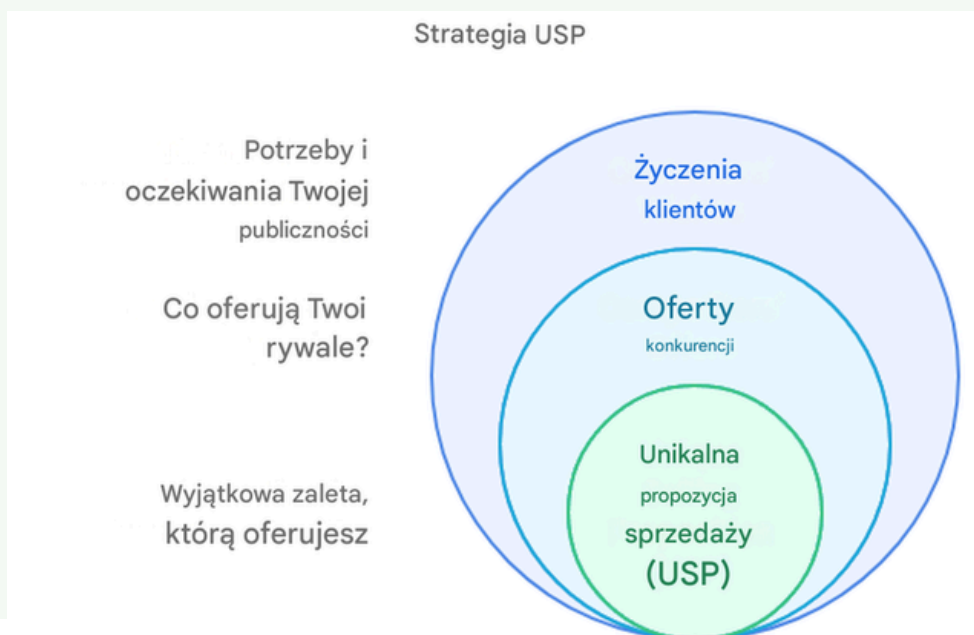 Strategia USP
Potrzeby i
oczekiwania Twojej
publiczności
Życzenia
klientów
Co oferują Twoi
rywale?
Oferty
konkurencji
Wyjątkowa zaleta,
którą oferujesz
Unikalna
propozycja
sprzedaży
(USP)